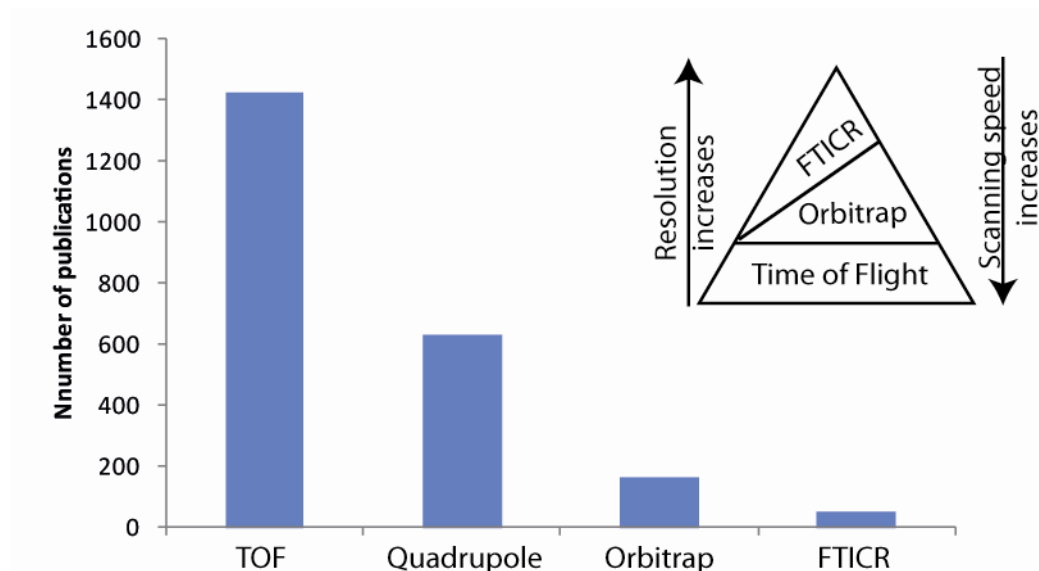 Nnumber of publications
1600
1400
1200
1000
800
600
400
200
0
TOF
Quadrupole
Orbitrap
FTICR
Resolution
increases
FTICR
Orbitrap
Time of Flight
Scanning speed
increases